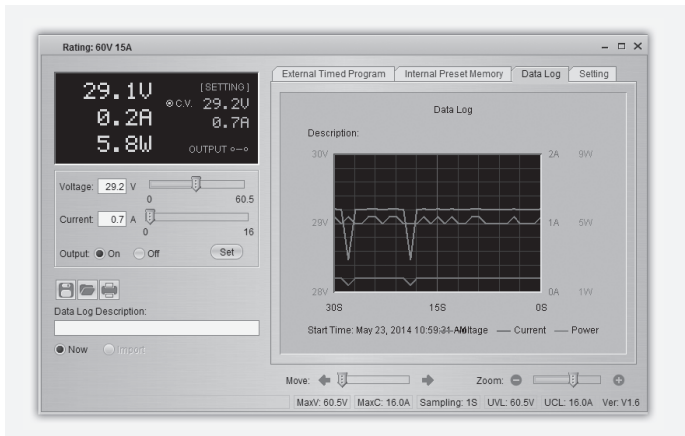 Rating: 60V 15A
29.1V
0.2A
5.8W
[SETTING]
C.V. 29.2V
0.7A
OUTPUT
Voltage: 29.2 V
0 60.5
Current: 0.7 A
0 16
Output: On Off Set
Data Log Description:
Now Import
External Timed Program Internal Preset Memory Data Log Setting
Data Log
Description:
30V 2A 9W
29V 1A 5W
28V 0A 1W
30S 15S 0S
Start Time: May 23, 2014 10:59:31 AM Voltage Current Power
Move: Zoom:
MaxV: 60.5V MaxC: 16.0A Sampling: 1S UVL: 60.5V UCL: 16.0A Ver: V1.6